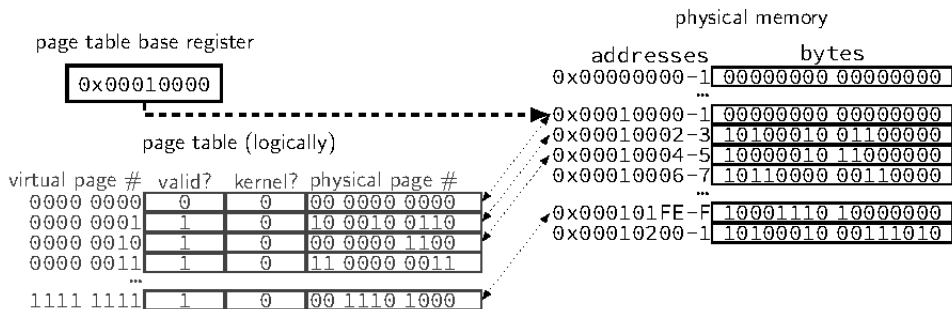 physical memory
page table base register
addresses bytes
0x00010000
0x00000000-1 00000000 00000000
…
0x00010000-1 00000000 00000000
0x00010002-3 10100010 01100000
0x00010004-5 10000010 11000000
0x00010006-7 10110000 00110000
…
0x000101FE-F 10001110 10000000
0x00010200-1 10100010 00111010
page table (logically)
virtual page # valid? kernel? physical page #
0000 0000 0 0 00 0000 0000
0000 0001 1 0 10 0010 0110
0000 0010 1 0 00 0000 1100
0000 0011 1 0 11 0000 0011
…
1111 1111 1 0 00 1110 1000